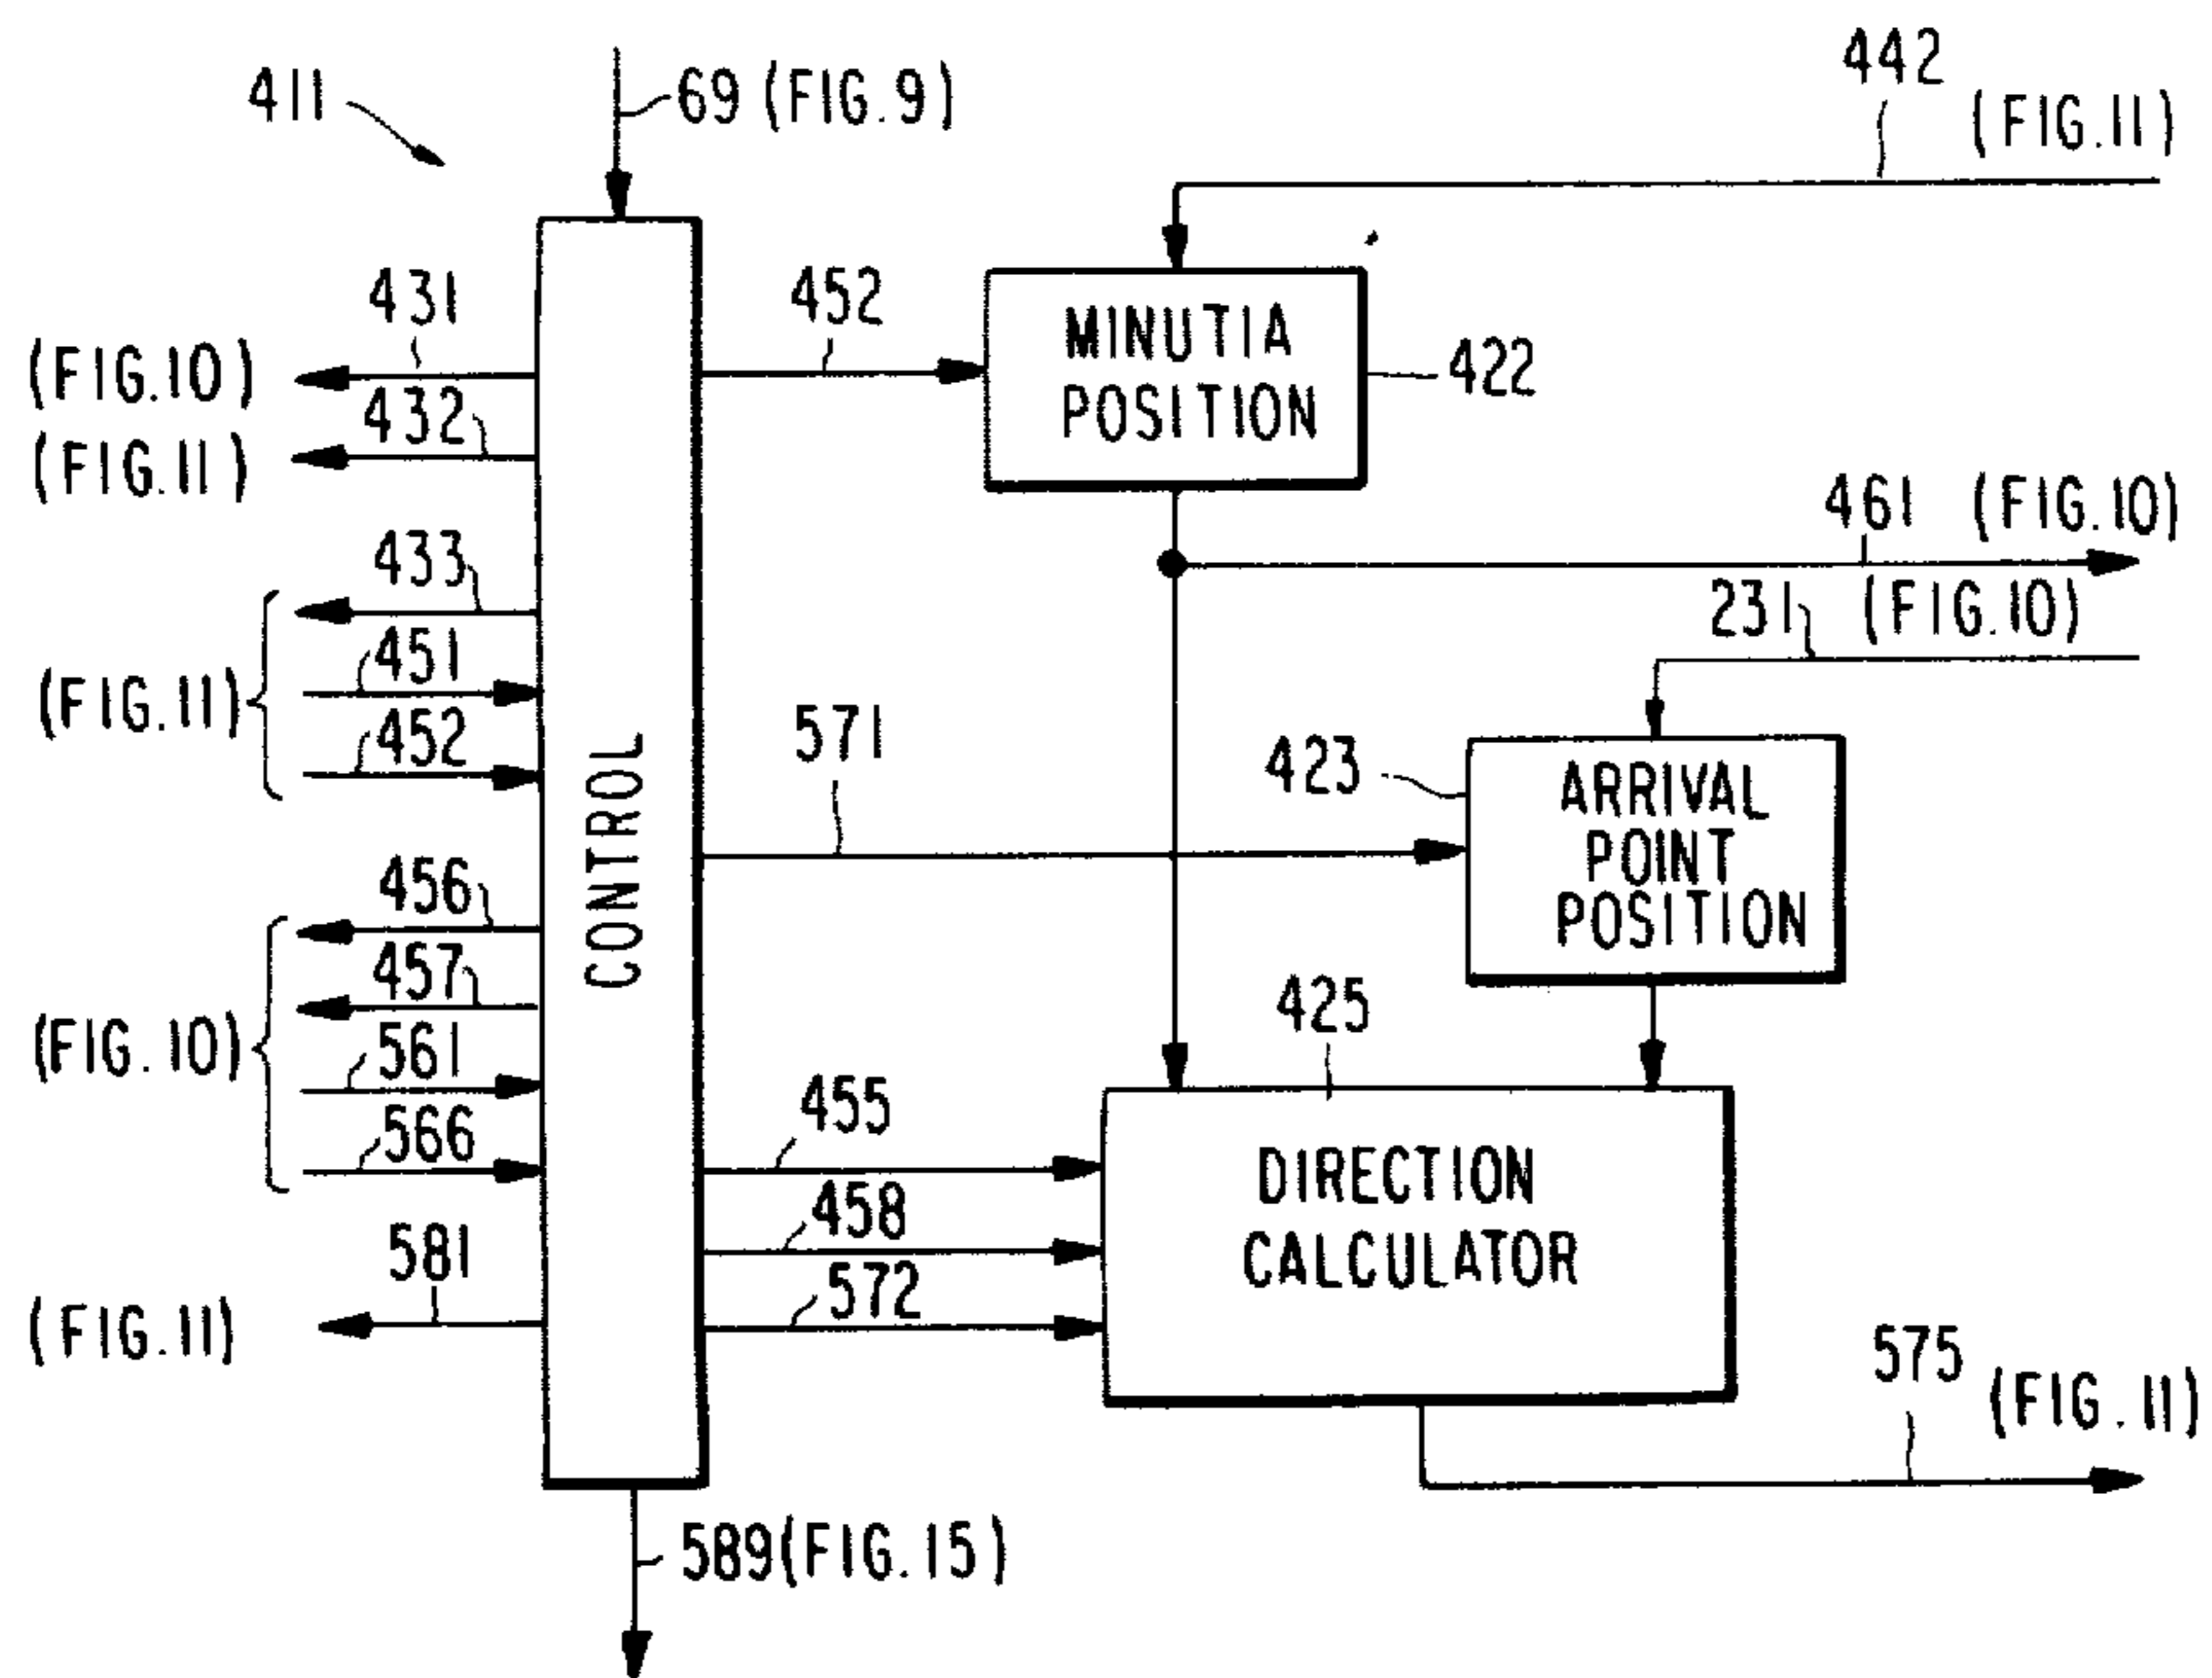 411
69 (FIG.9)
442
(FIG.11)
431
(FIG.10)
432
(FIG.11)
452
MINUTIA
POSITION
422
461 (FIG.10)
231 (FIG.10)
433
451
(FIG.11)
452
CONTROL
571
423
ARRIVAL
POINT
POSITION
456
457
(FIG.10)
561
566
425
455
458
572
DIRECTION
CALCULATOR
581
(FIG.11)
575
(FIG.11)
589(FIG.15)